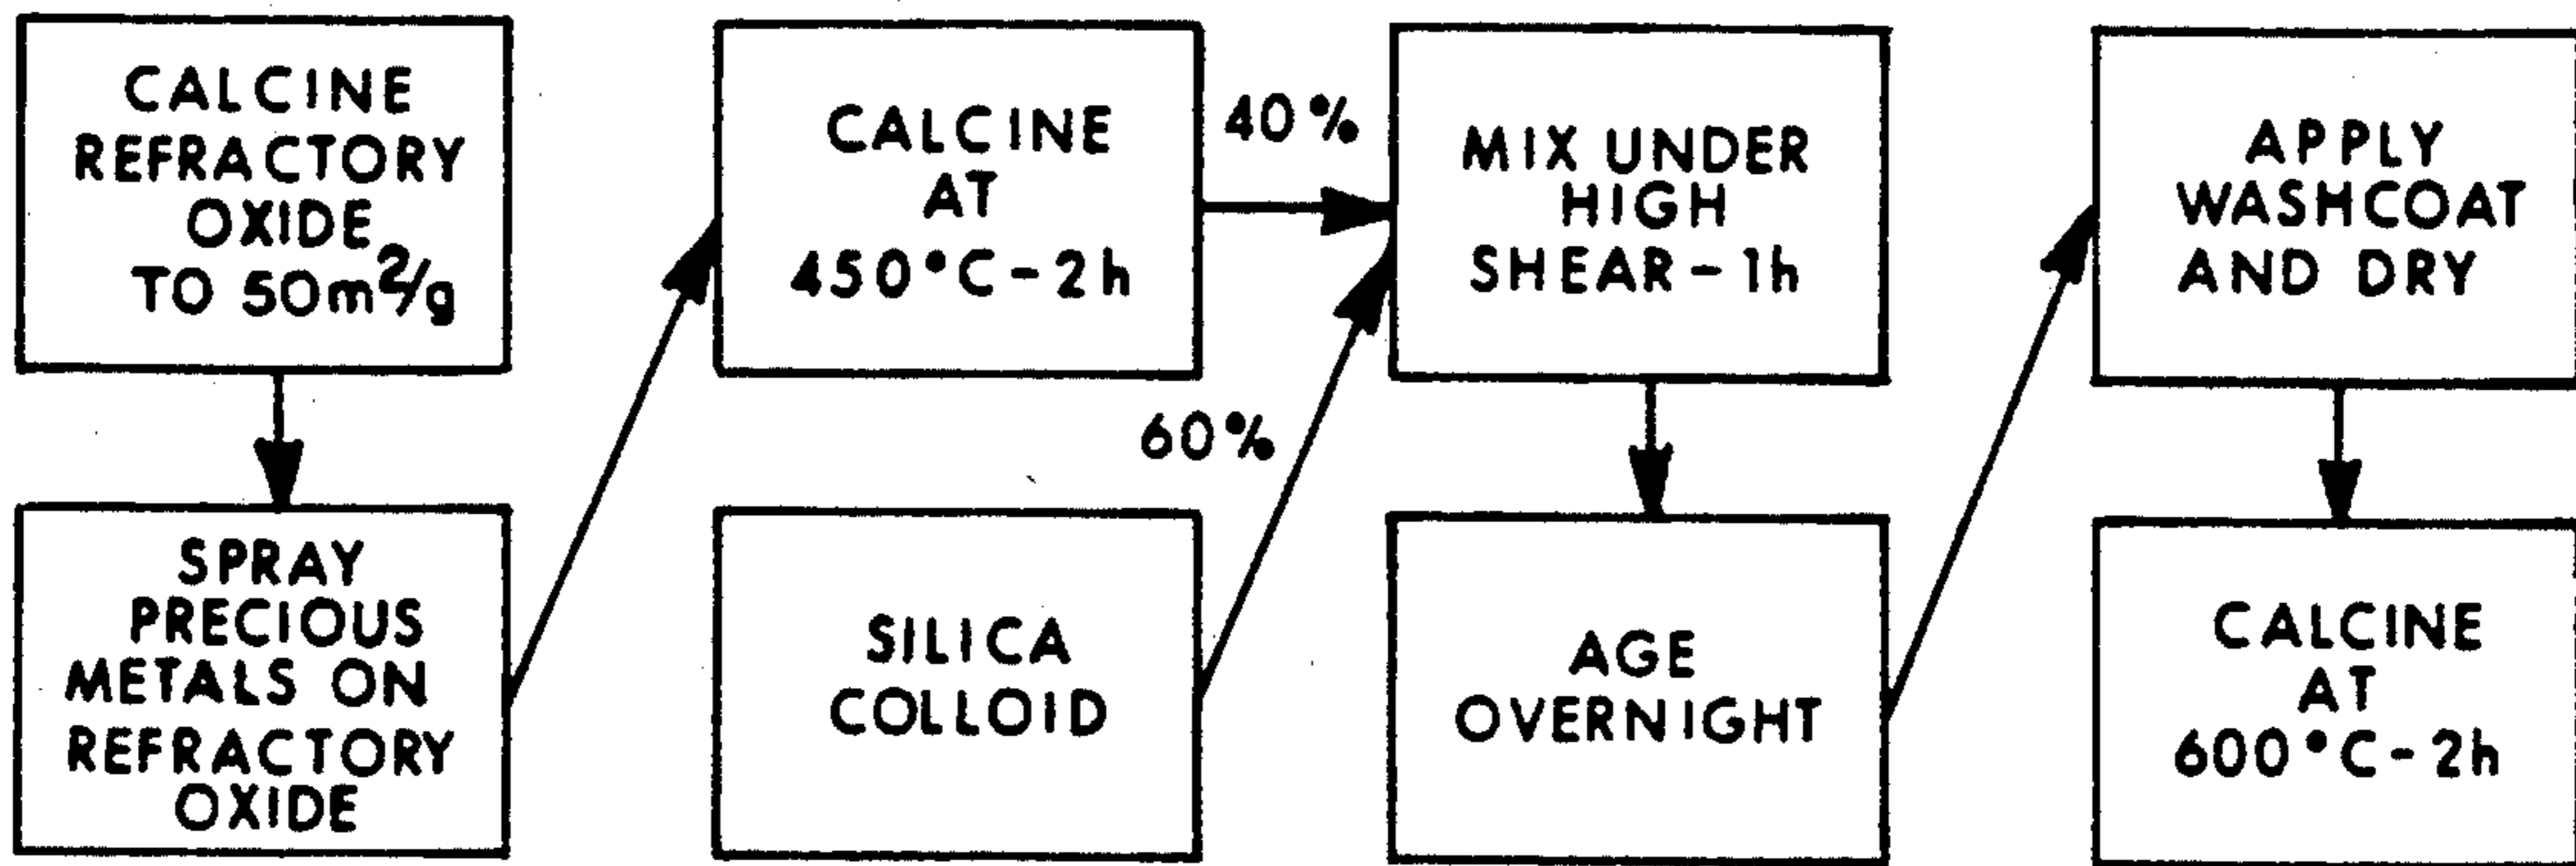 CALCINE
REFRACTORY
OXIDE
TO 50m²/g
SPRAY
PRECIOUS
METALS ON
REFRACTORY
OXIDE
CALCINE
AT
450°C-2h
40%
60%
SILICA
COLLOID
MIX UNDER
HIGH
SHEAR-1h
AGE
OVERNIGHT
APPLY
WASHCOAT
AND DRY
CALCINE
AT
600°C-2h